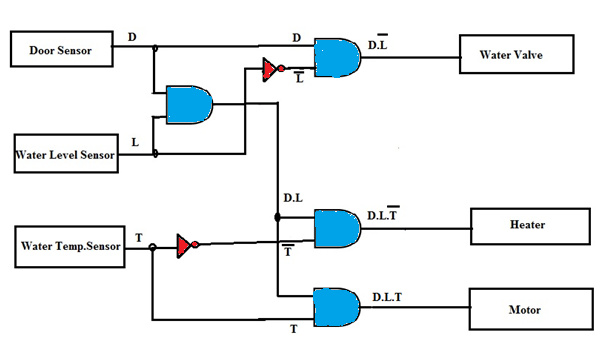 Door Sensor
D
D
D.L̅
Water Valve
L̅
Water Level Sensor
L
D.L
Water Temp.Sensor
T
D.L.T̅
Heater
T̅
D.L.T
Motor
T